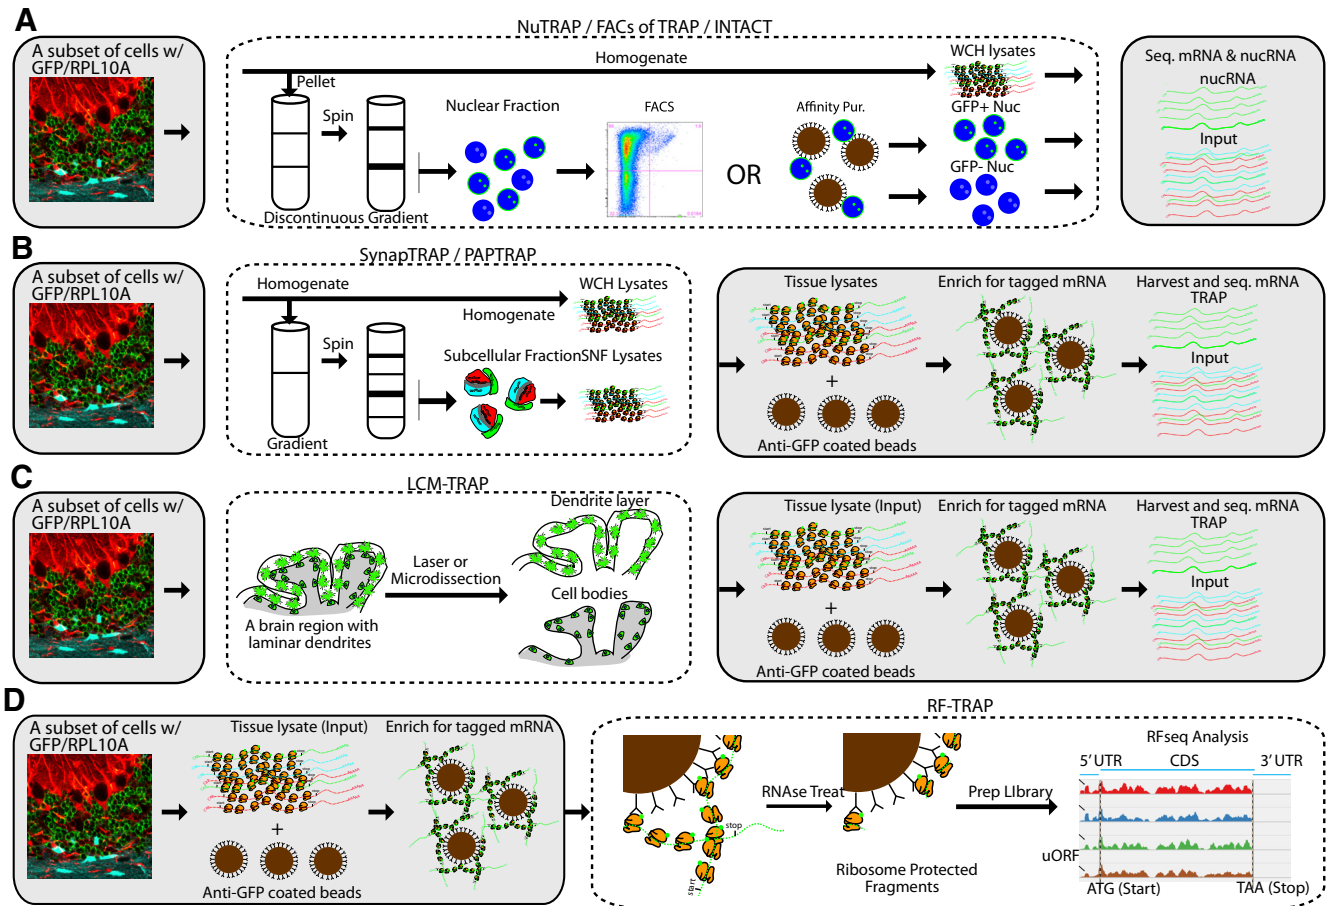 A
NuTRAP / FACs of TRAP / INTACT
A subset of cells w/
GFP/RPL10A
Homogenate
WCH lysates
Pellet
Spin
Nuclear Fraction
FACS
Affinity Pur.
GFP+ Nuc
OR
GFP- Nuc
Discontinuous Gradient
Seq. mRNA & nucRNA
nucRNA
Input
B
SynapTRAP / PAPTRAP
A subset of cells w/
GFP/RPL10A
Homogenate
WCH Lysates
Homogenate
Spin
Subcellular Fraction
SNF Lysates
Gradient
Tissue lysates
Enrich for tagged mRNA
Harvest and seq. mRNA
TRAP
Input
+
Anti-GFP coated beads
C
LCM-TRAP
A subset of cells w/
GFP/RPL10A
Dendrite layer
Laser or
Microdissection
Cell bodies
A brain region with
laminar dendrites
Tissue lysate (Input)
Enrich for tagged mRNA
Harvest and seq. mRNA
TRAP
Input
+
Anti-GFP coated beads
D
RF-TRAP
A subset of cells w/
GFP/RPL10A
Tissue lysate (Input)
Enrich for tagged mRNA
+
Anti-GFP coated beads
stop
start
RNAse Treat
Ribosome Protected
Fragments
Prep LIbrary
RFseq Analysis
5' UTR
CDS
3' UTR
uORF
ATG (Start)
TAA (Stop)